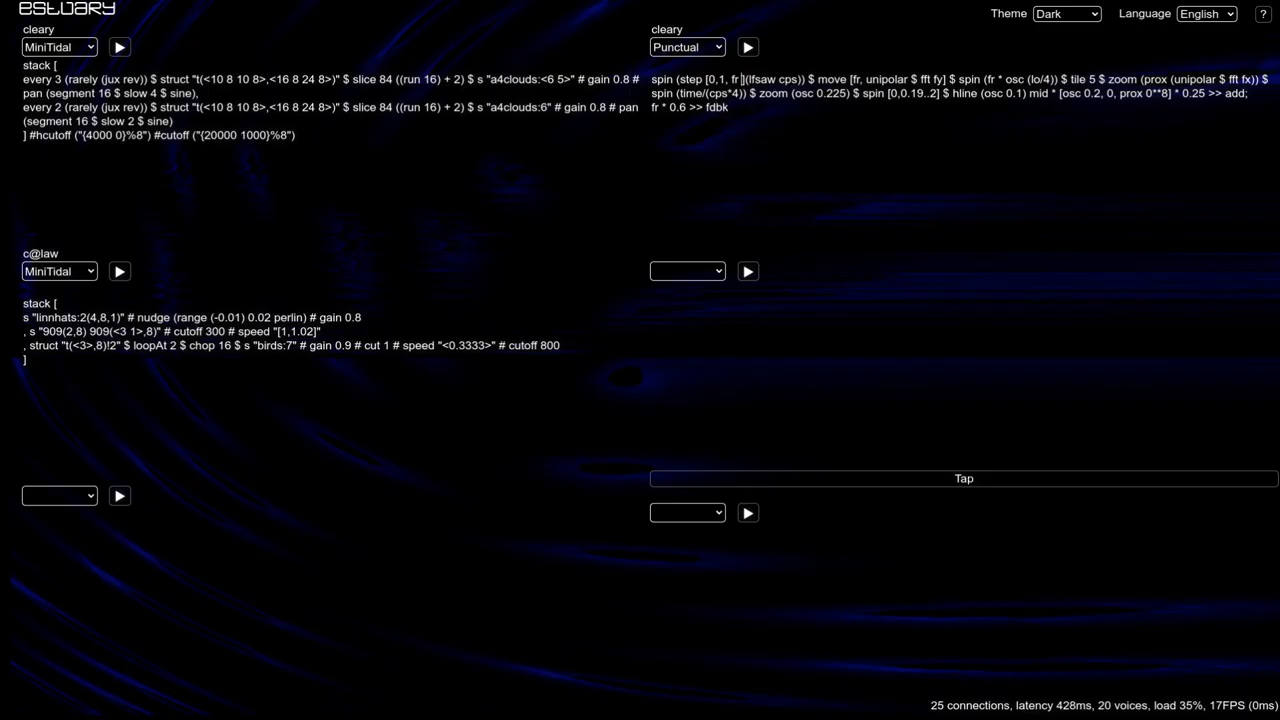 estuary
Theme Dark Language English ?
cleary
MiniTidal
stack [
every 3 (rarely (jux rev)) $ struct "t(<10 8 10 8>,<16 8 24 8>)" $ slice 84 ((run 16) + 2) $ s "a4clouds:<6 5>" # gain 0.8 #
pan (segment 16 $ slow 4 $ sine),
every 2 (rarely (jux rev)) $ struct "t(<10 8 10 8>,<16 8 24 8>)" $ slice 84 ((run 16) + 2) $ s "a4clouds:6" # gain 0.8 # pan
(segment 16 $ slow 2 $ sine)
] #hcutoff ("{4000 0}%8") #cutoff ("{20000 1000}%8")
cleary
Punctual
spin (step [0,1, fr ](lfsaw cps)) $ move [fr, unipolar $ fft fy] $ spin (fr * osc (lo/4)) $ tile 5 $ zoom (prox (unipolar $ fft fx)) $
spin (time/(cps*4)) $ zoom (osc 0.225) $ spin [0,0.19..2] $ hline (osc 0.1) mid * [osc 0.2, 0, prox 0**8] * 0.25 >> add;
fr * 0.6 >> fdbk
c@law
MiniTidal
stack [
s "linnhats:2(4,8,1)" # nudge (range (-0.01) 0.02 perlin) # gain 0.8
, s "909(2,8) 909(<3 1>,8)" # cutoff 300 # speed "[1,1.02]"
, struct "t(<3>,8)!2" $ loopAt 2 $ chop 16 $ s "birds:7" # gain 0.9 # cut 1 # speed "<0.3333>" # cutoff 800
]
Tap
25 connections, latency 428ms, 20 voices, load 35%, 17FPS (0ms)